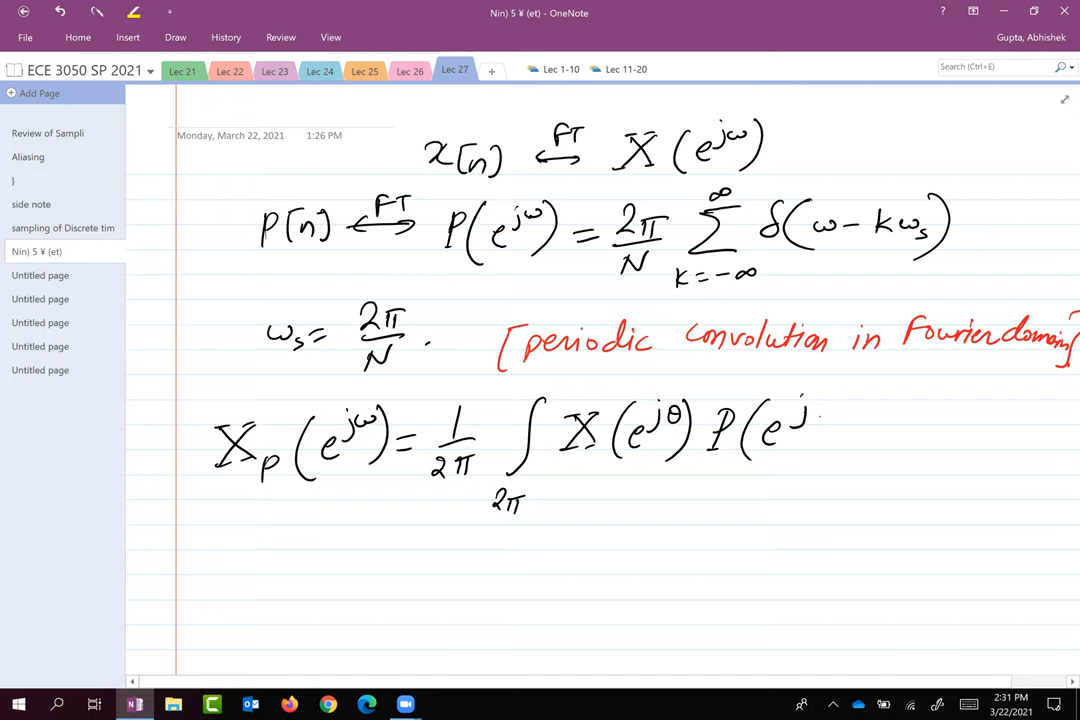 Nin) 5 ¥ (et) - OneNote
?
File Home Insert Draw History Review View
Gupta, Abhishek
ECE 3050 SP 2021
Lec 21 Lec 22 Lec 23 Lec 24 Lec 25 Lec 26 Lec 27 + Lec 1-10 Lec 11-20
Search (Ctrl+E)
Add Page
Review of Sampli
Aliasing
}
side note
sampling of Discrete tim
Nin) 5 ¥ (et)
Untitled page
Untitled page
Untitled page
Untitled page
Untitled page
Monday, March 22, 2021 1:26 PM
x[n] ⟷^{FT} X(e^{jω})
p[n] ⟷^{FT} P(e^{jω}) = \frac{2π}{N} ∑_{k=-∞}^{∞} δ(ω - kω_s)
ω_s = \frac{2π}{N} . [periodic convolution in Fourier domain]
X_p(e^{jω}) = \frac{1}{2π} ∫_{2π} X(e^{jθ}) P(e^{j
2:31 PM
3/22/2021